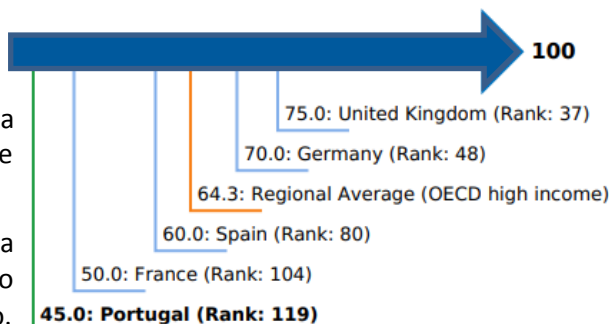 100
a
75.0: United Kingdom (Rank: 37)
e
70.0: Germany (Rank: 48)
64.3: Regional Average (OECD high income)
a
60.0: Spain (Rank: 80)
o
50.0: France (Rank: 104)
o.
45.0: Portugal (Rank: 119)